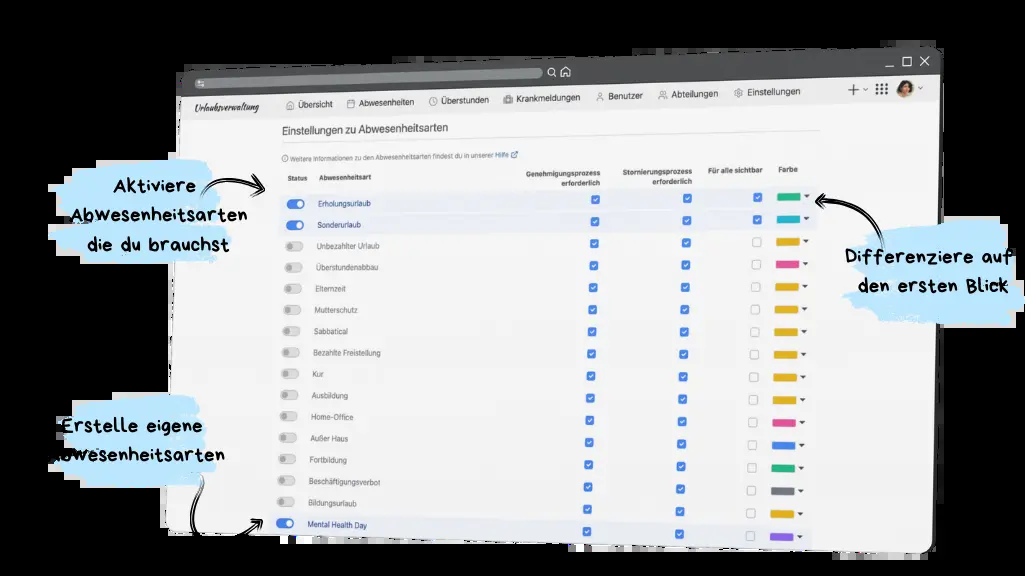 Urlaubsverwaltung
Übersicht
Abwesenheiten
Überstunden
Krankmeldungen
Benutzer
Abteilungen
Einstellungen
Einstellungen zu Abwesenheitsarten
Weitere Informationen zu den Abwesenheitsarten findest du in unserer Hilfe
Status Abwesenheitsart
Genehmigungsprozess
erforderlich
Stornierungsprozess
erforderlich
Für alle sichtbar
Farbe
Erholungsurlaub
Sonderurlaub
Unbezahlter Urlaub
Überstundenabbau
Elternzeit
Mutterschutz
Sabbatical
Bezahlte Freistellung
Kur
Ausbildung
Home-Office
Außer Haus
Fortbildung
Beschäftigungsverbot
Bildungsurlaub
Mental Health Day
Aktiviere
Abwesenheitsarten
die du brauchst
Differenziere auf
den ersten Blick
Erstelle eigene
Abwesenheitsarten